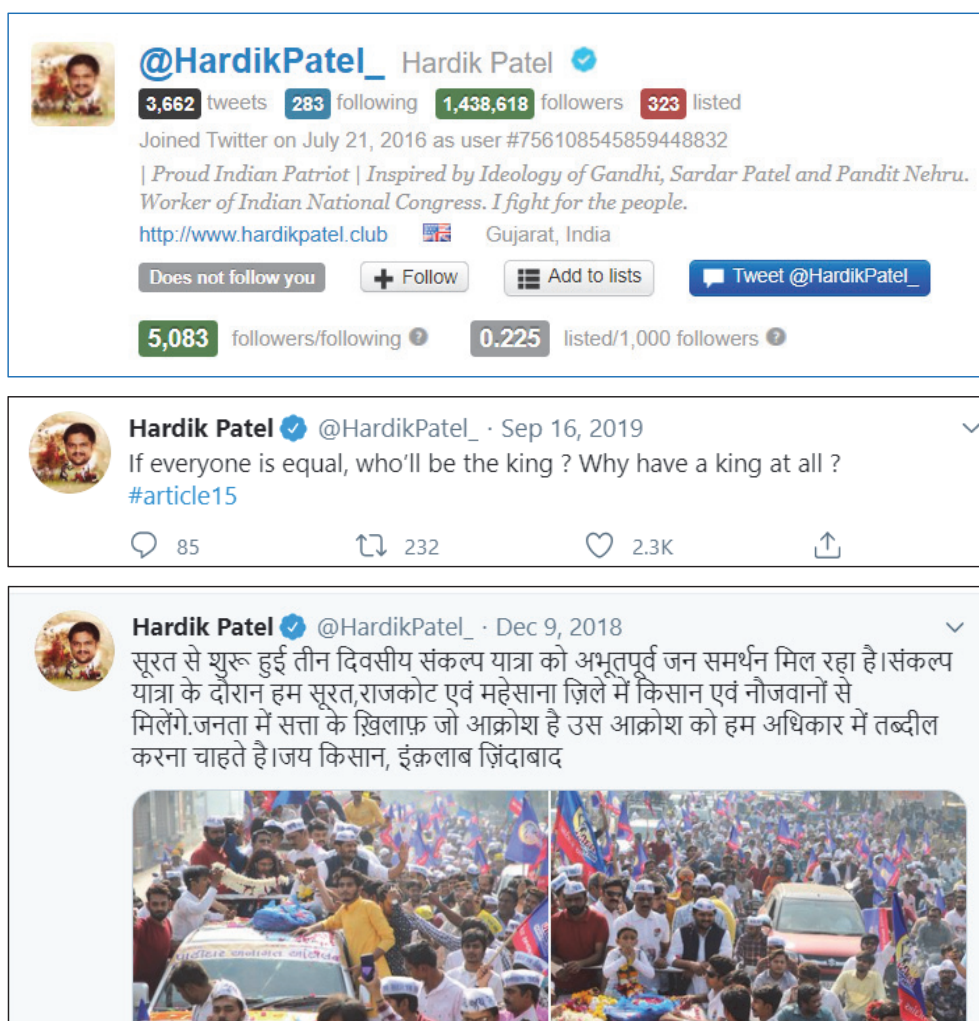 @HardikPatel_ Hardik Patel
3,662 tweets 283 following 1,438,618 followers 323 listed
Joined Twitter on July 21, 2016 as user #756108545859448832
| Proud Indian Patriot | Inspired by Ideology of Gandhi, Sardar Patel and Pandit Nehru.
Worker of Indian National Congress. I fight for the people.
http://www.hardikpatel.club Gujarat, India
Does not follow you Follow Add to lists Tweet @HardikPatel_
5,083 followers/following ? 0.225 listed/1,000 followers ?
Hardik Patel @HardikPatel_ · Sep 16, 2019
If everyone is equal, who'll be the king ? Why have a king at all ?
#article15
85 232 2.3K
Hardik Patel @HardikPatel_ · Dec 9, 2018
सूरत से शुरू हुई तीन दिवसीय संकल्प यात्रा को अभूतपूर्व जन समर्थन मिल रहा है।संकल्प
यात्रा के दौरान हम सूरत,राजकोट एवं महेसाना ज़िले में किसान एवं नौजवानों से
मिलेंगे.जनता में सत्ता के ख़िलाफ़ जो आक्रोश है उस आक्रोश को हम अधिकार में तब्दील
करना चाहते है।जय किसान, इंक़लाब ज़िंदाबाद
પાટીદાર અનામત આંદોલન